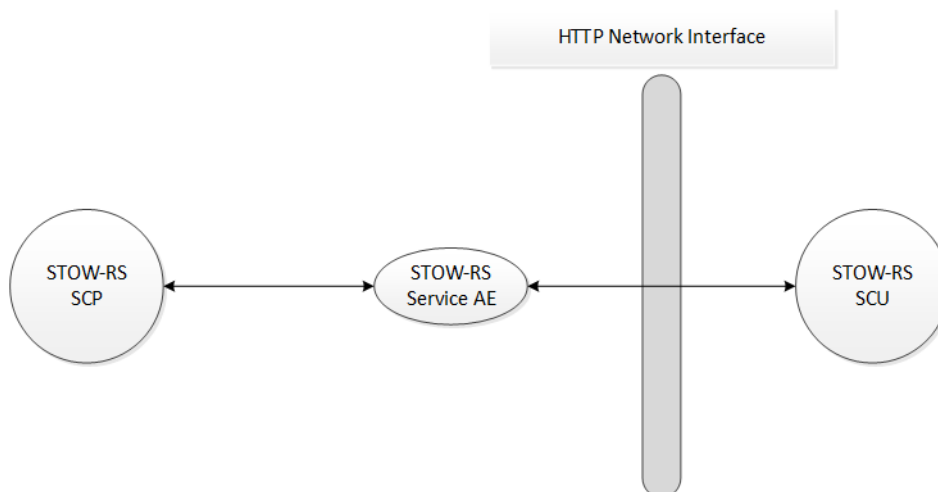 HTTP Network Interface
STOW-RS
SCP
STOW-RS
Service AE
STOW-RS
SCU